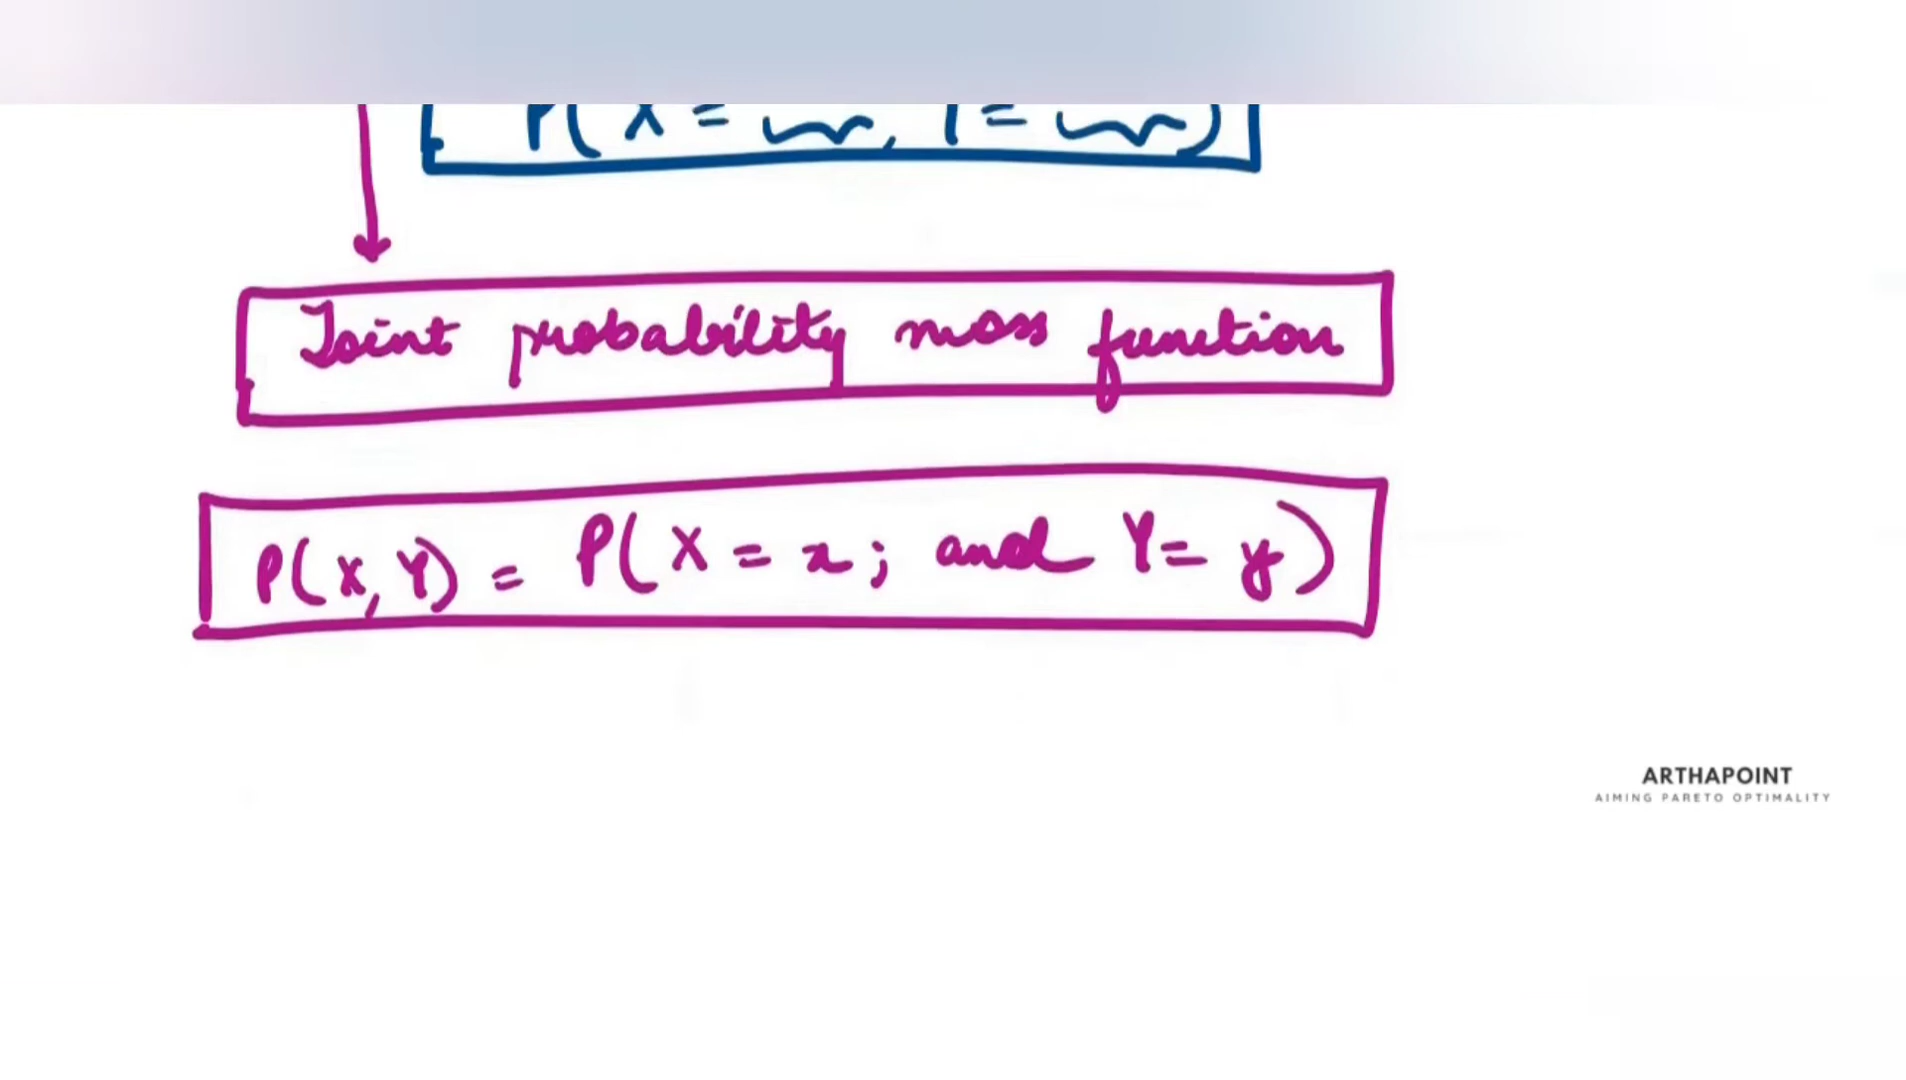 P(X = , Y = )
Joint probability mass function
P(X,Y) = P(X = x; and Y = y)
ARTHAPOINT
AIMING PARETO OPTIMALITY